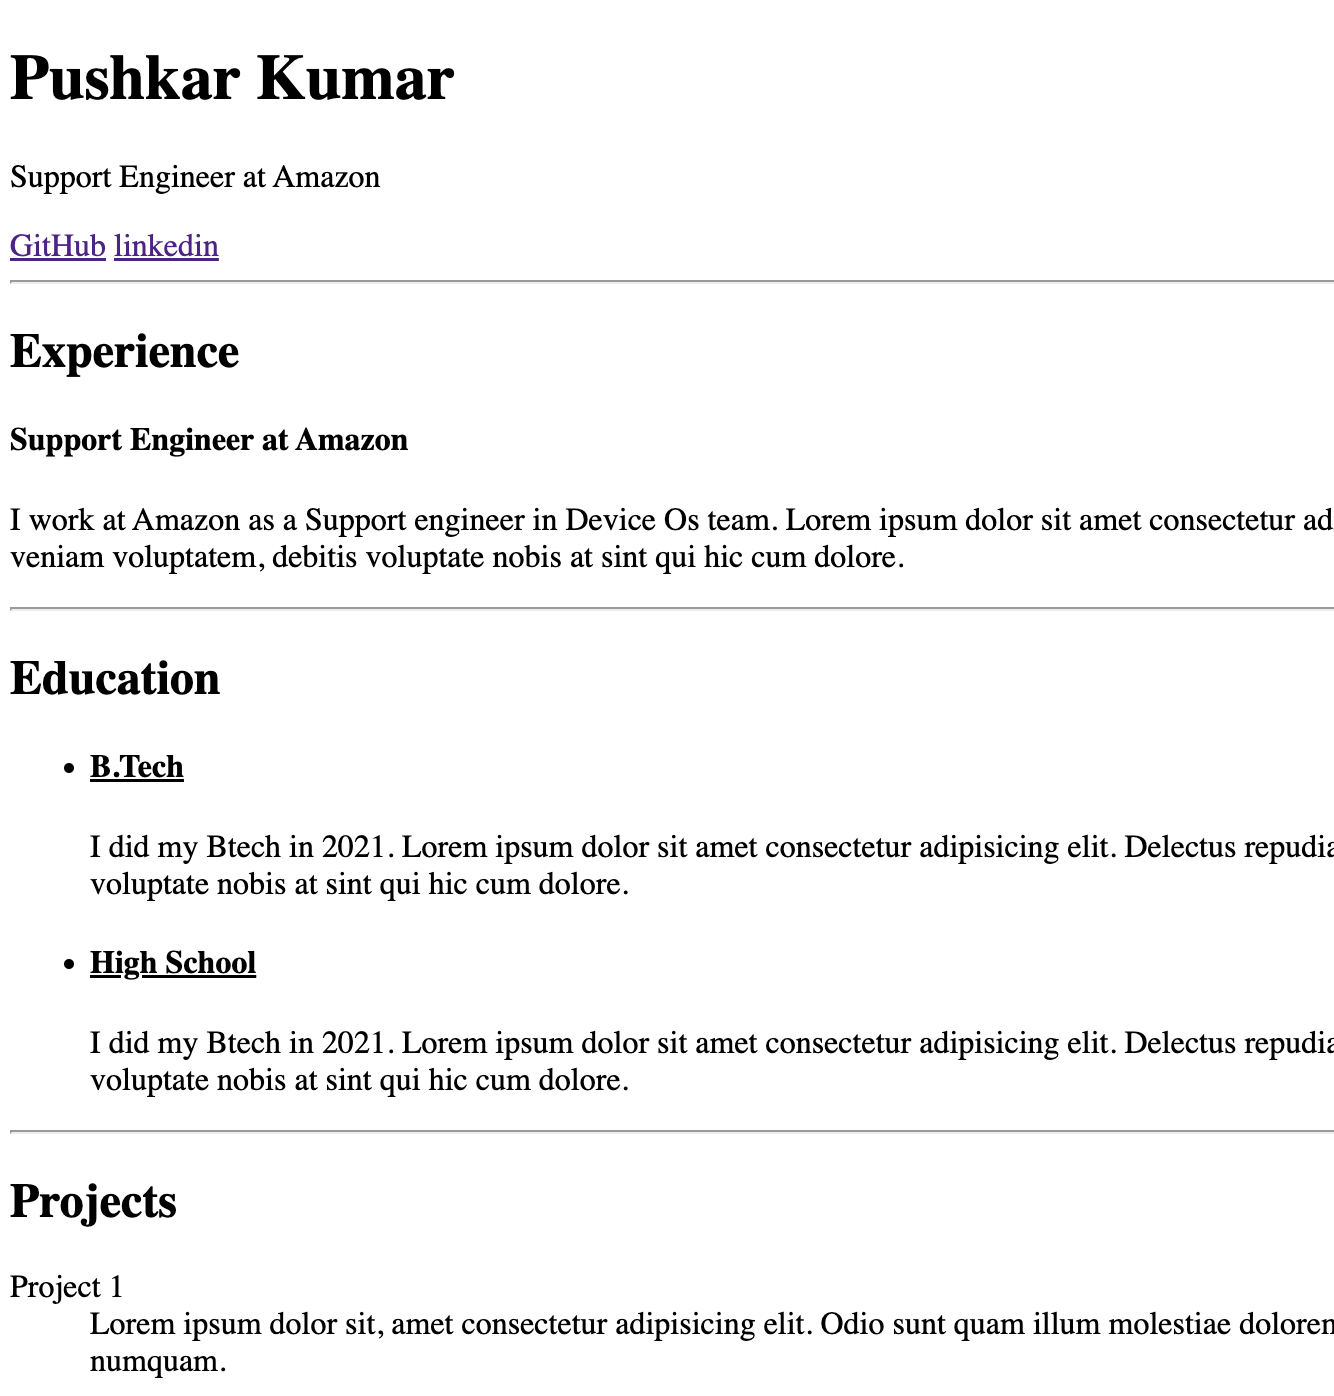 Pushkar Kumar
Support Engineer at Amazon
GitHub linkedin
Experience
Support Engineer at Amazon
I work at Amazon as a Support engineer in Device Os team. Lorem ipsum dolor sit amet consectetur ad
veniam voluptatem, debitis voluptate nobis at sint qui hic cum dolore.
Education
• B.Tech
I did my Btech in 2021. Lorem ipsum dolor sit amet consectetur adipisicing elit. Delectus repudia
voluptate nobis at sint qui hic cum dolore.
• High School
I did my Btech in 2021. Lorem ipsum dolor sit amet consectetur adipisicing elit. Delectus repudia
voluptate nobis at sint qui hic cum dolore.
Projects
Project 1
Lorem ipsum dolor sit, amet consectetur adipisicing elit. Odio sunt quam illum molestiae dolorem
numquam.